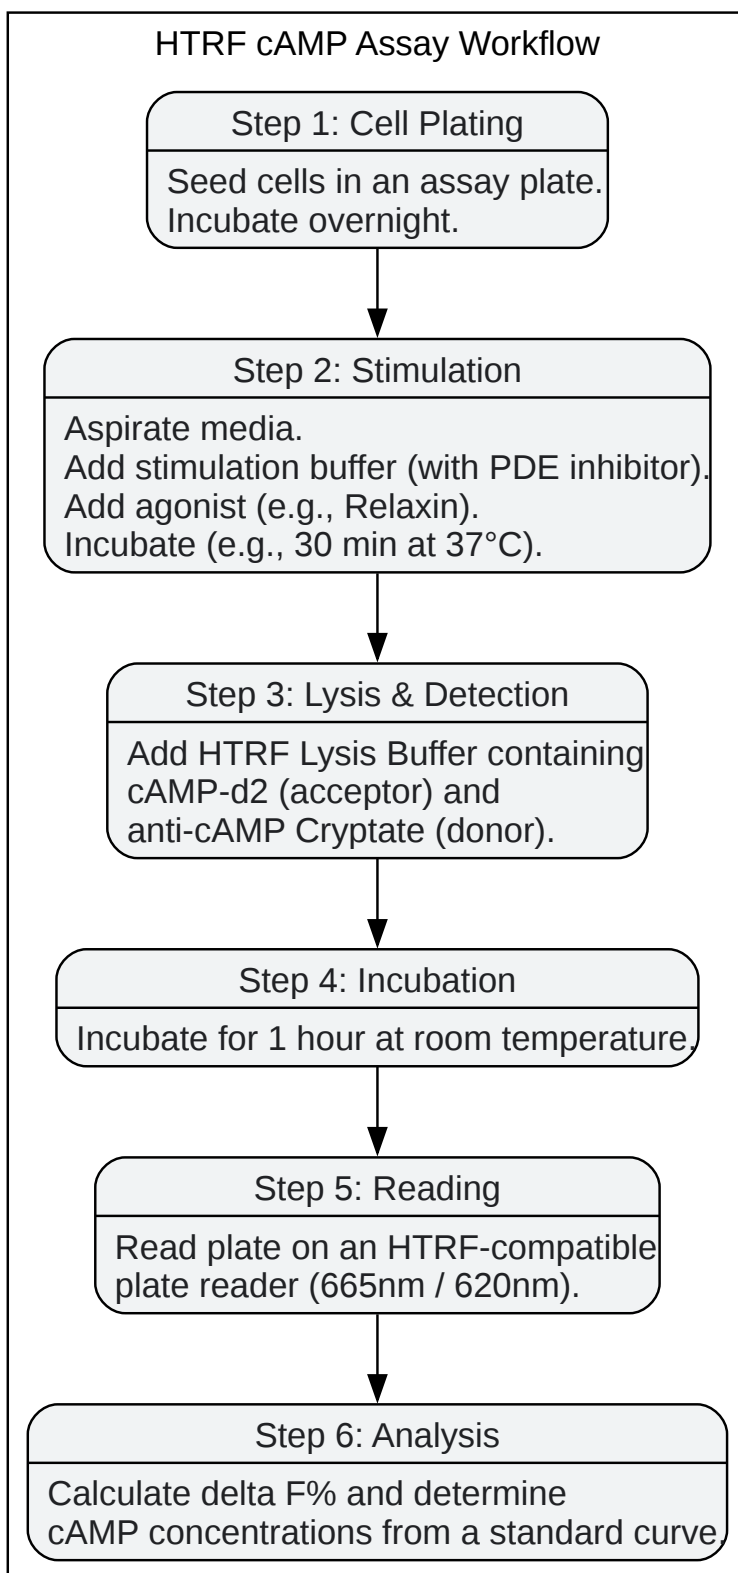 HTRF cAMP Assay Workflow
Step 1: Cell Plating
Seed cells in an assay plate.
Incubate overnight.
Step 2: Stimulation
Aspirate media.
Add stimulation buffer (with PDE inhibitor).
Add agonist (e.g., Relaxin).
Incubate (e.g., 30 min at 37°C).
Step 3: Lysis & Detection
Add HTRF Lysis Buffer containing
cAMP-d2 (acceptor) and
anti-cAMP Cryptate (donor).
Step 4: Incubation
Incubate for 1 hour at room temperature.
Step 5: Reading
Read plate on an HTRF-compatible
plate reader (665nm / 620nm).
Step 6: Analysis
Calculate delta F% and determine
cAMP concentrations from a standard curve.